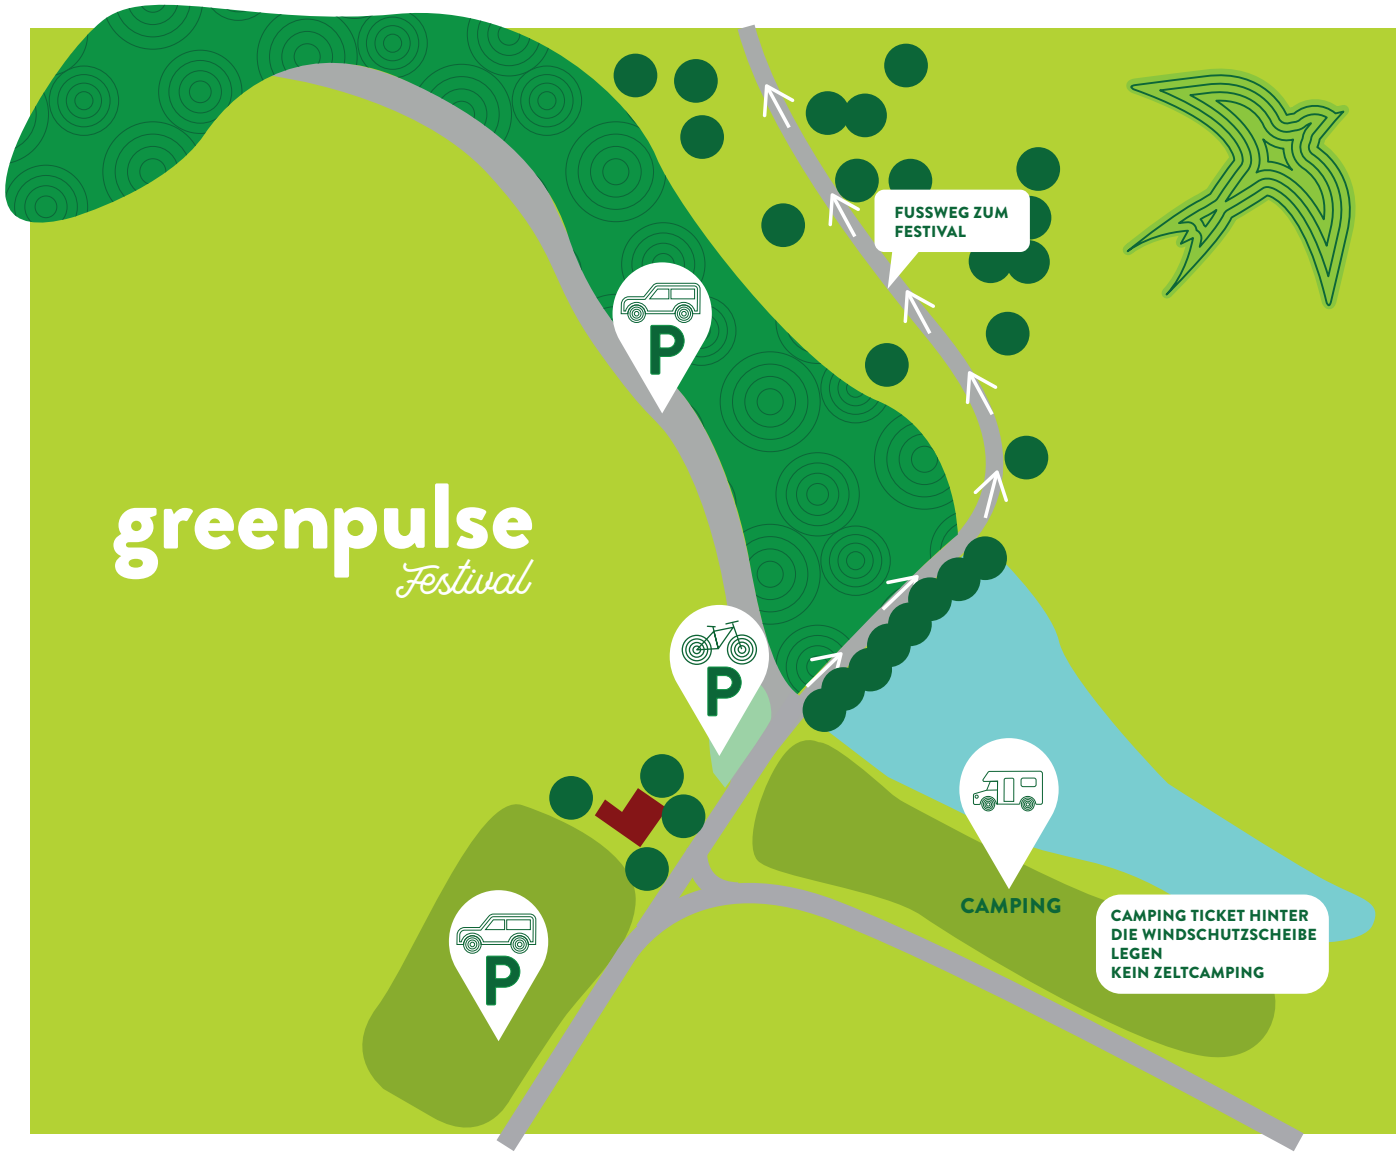 FUSSWEG ZUM
FESTIVAL
P
greenpulse
Festival
P
CAMPING
CAMPING TICKET HINTER
DIE WINDSCHUTZSCHEIBE
LEGEN
KEIN ZELTCAMPING
P